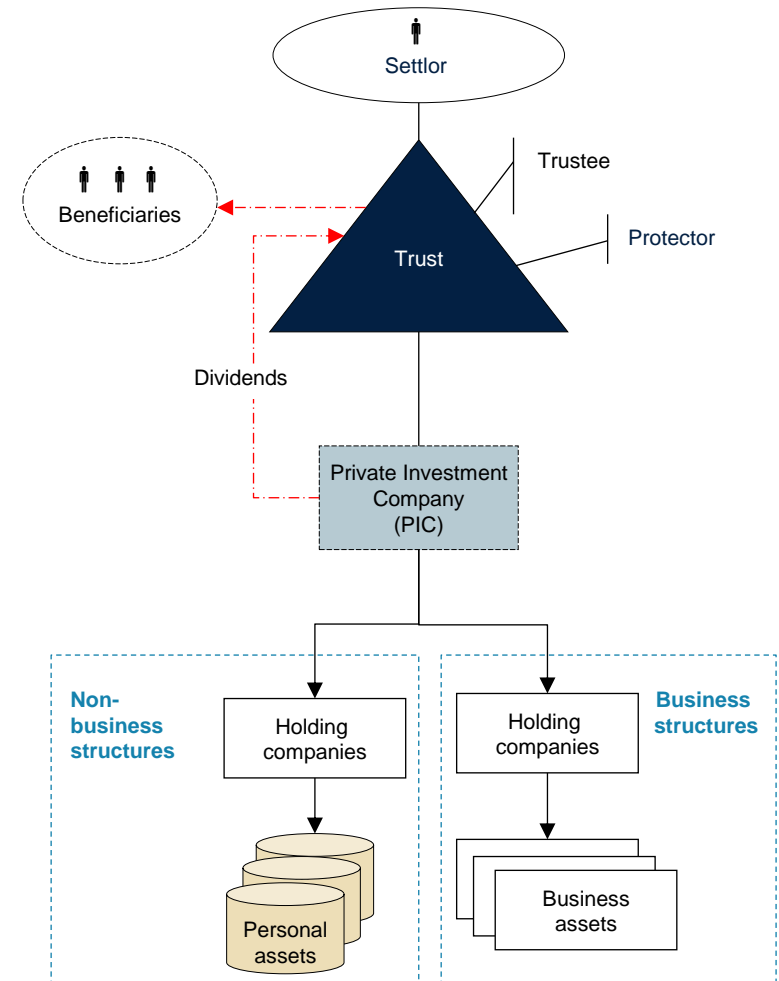 Settlor
Trustee
Beneficiaries
Protector
Trust
Dividends
Private Investment
Company
(PIC)
Non-
business
structures
Holding
companies
Personal
assets
Business
structures
Holding
companies
Business
assets